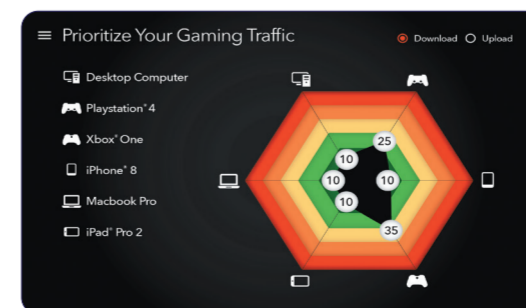 Prioritize Your Gaming Traffic
Download Upload
Desktop Computer
Playstation® 4
Xbox® One
iPhone® 8
Macbook Pro
iPad® Pro 2
25
10
10 10
10
35